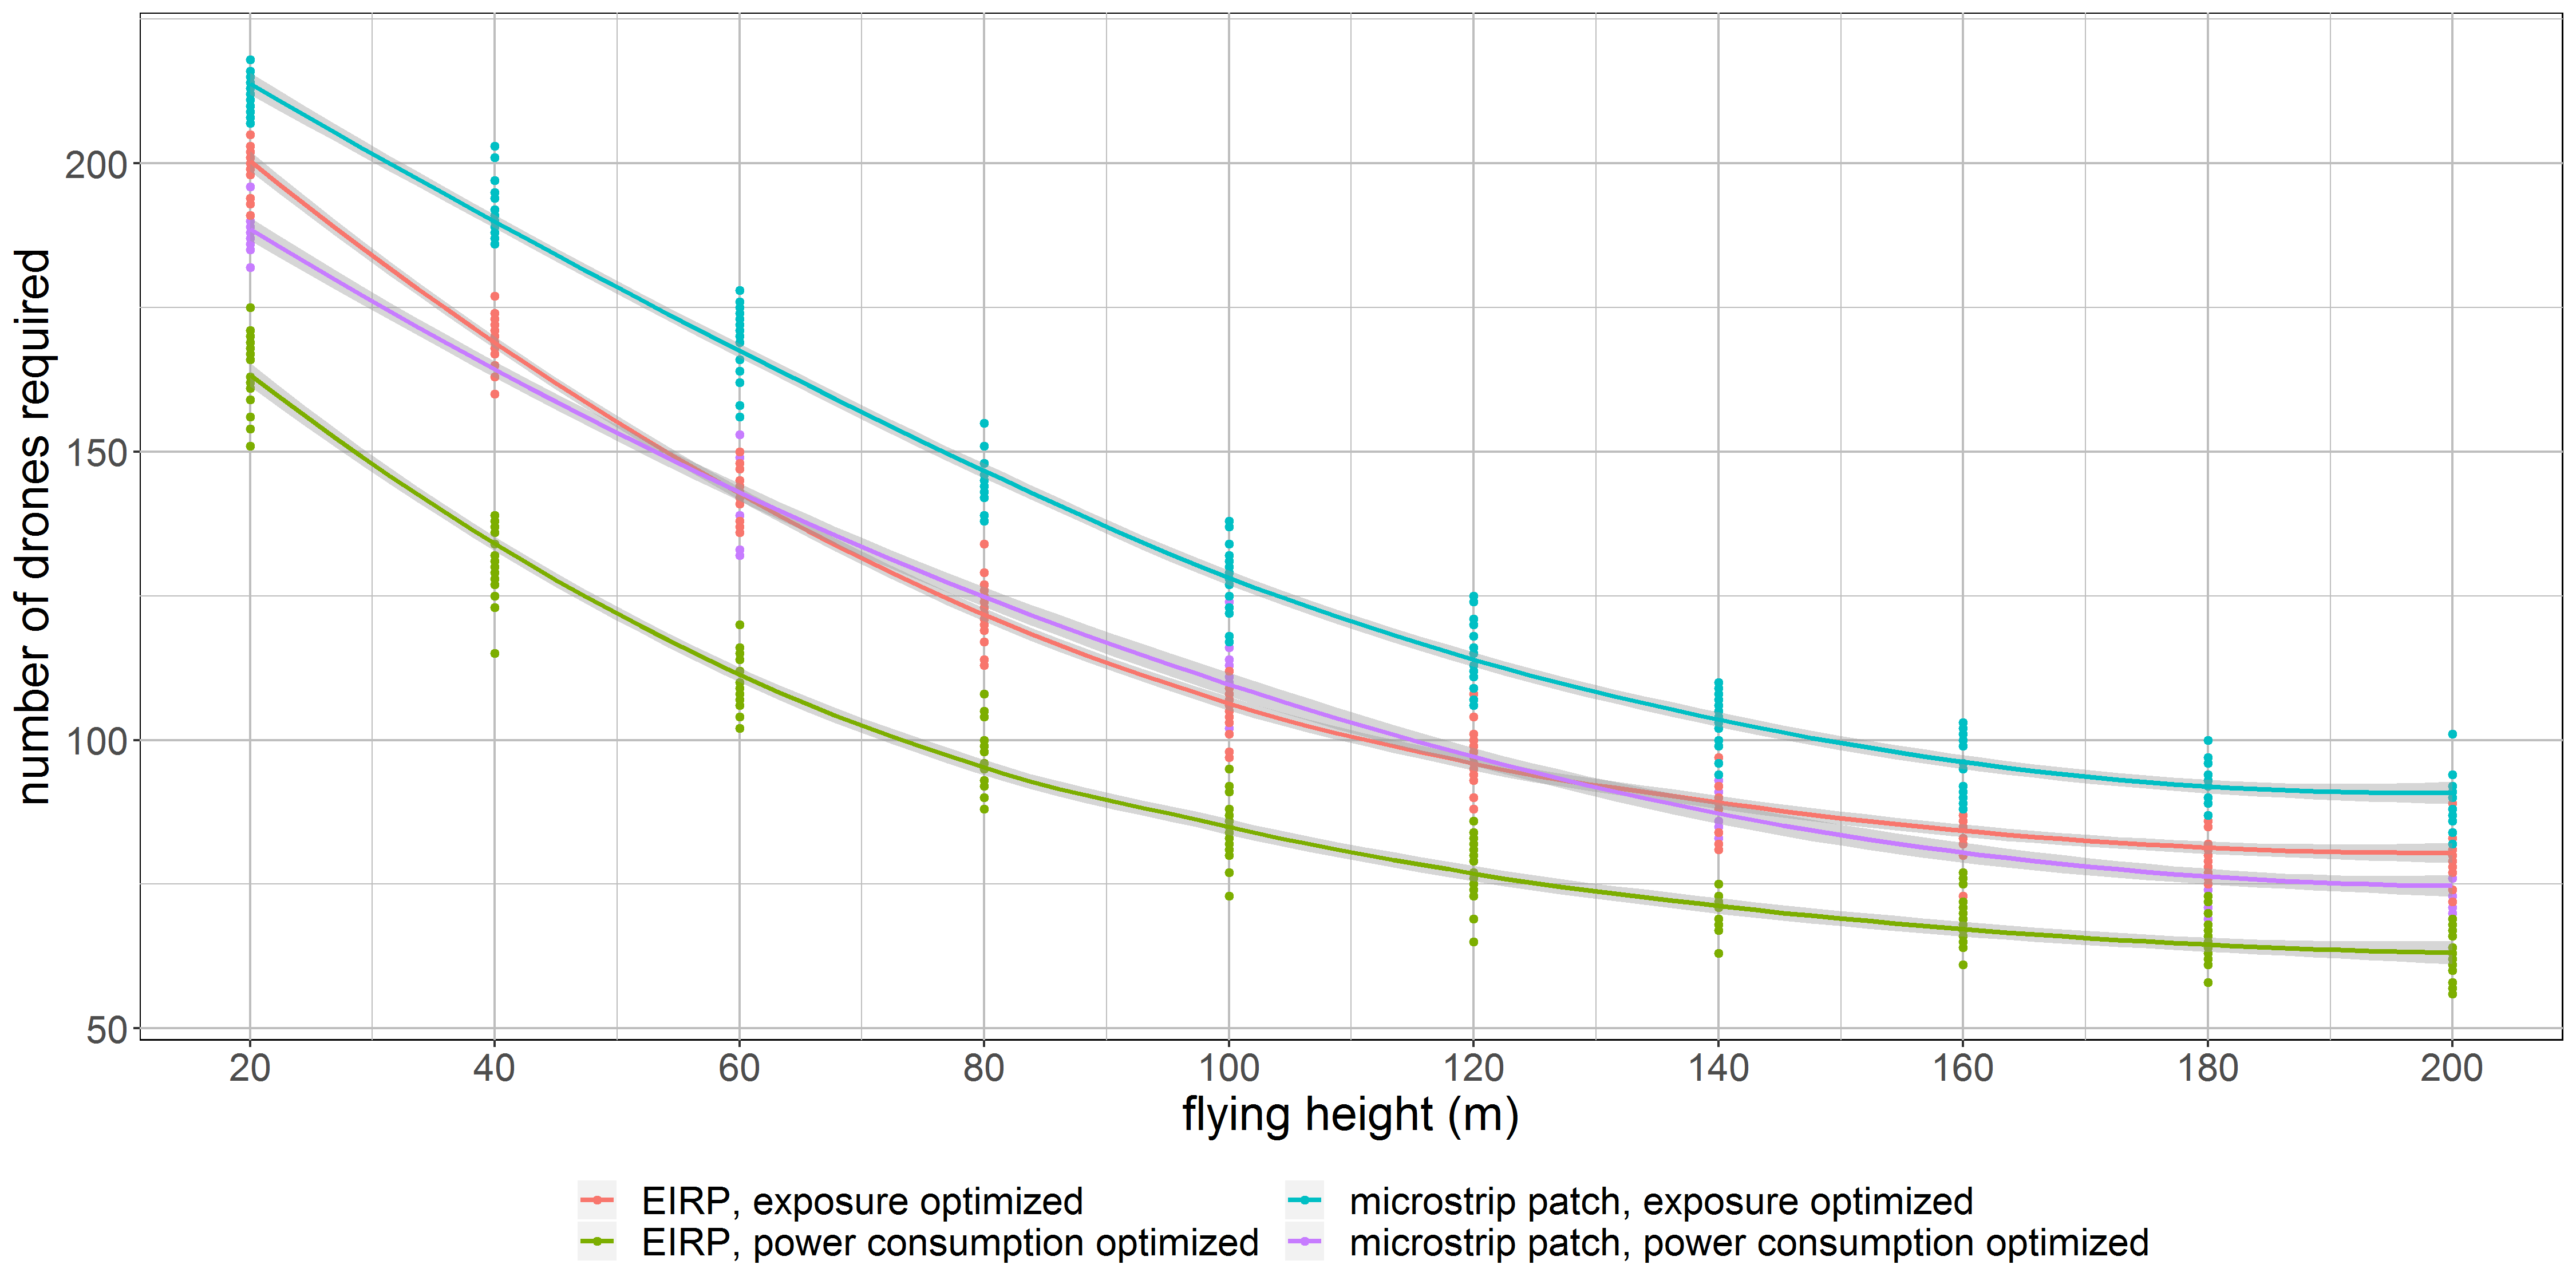 number of drones required
200
150
100
50
20 40 60 80 100 120 140 160 180 200
flying height (m)
EIRP, exposure optimized microstrip patch, exposure optimized
EIRP, power consumption optimized microstrip patch, power consumption optimized